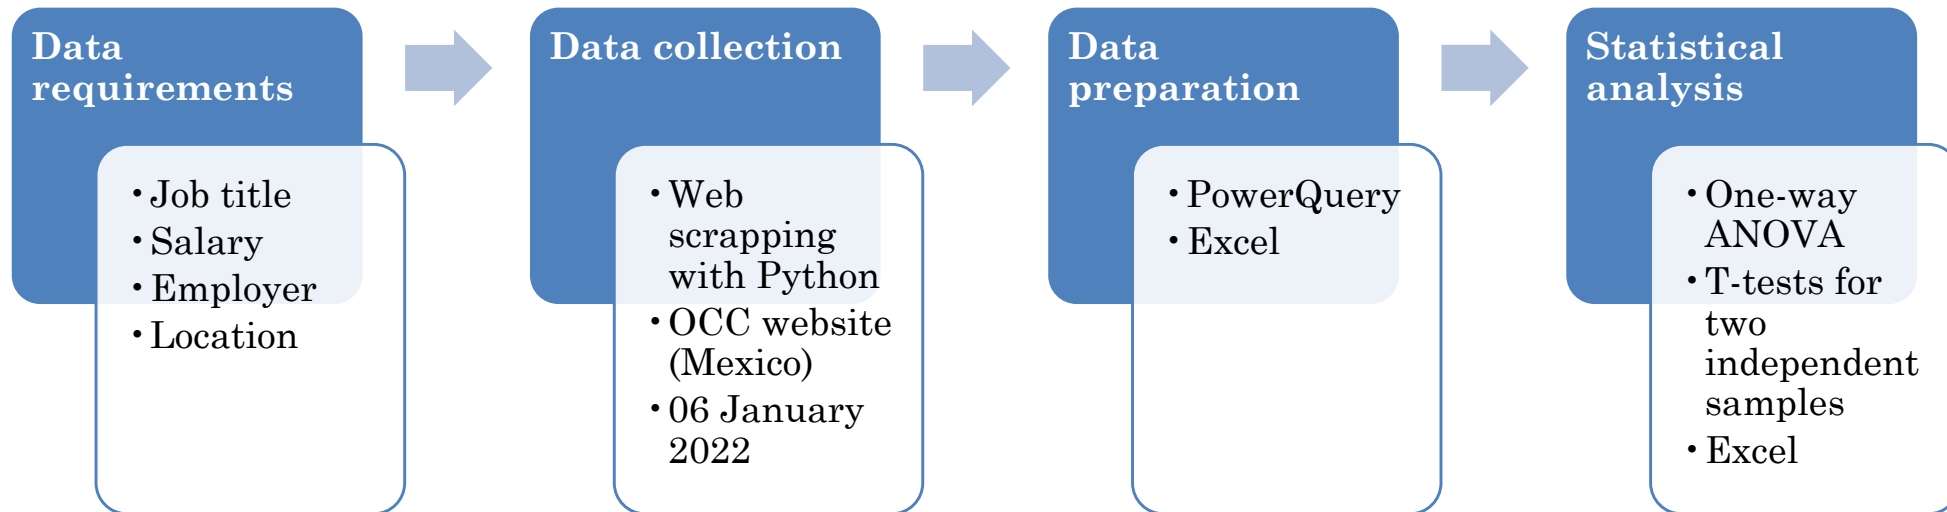 Data
requirements
• Job title
• Salary
• Employer
• Location
Data collection
• Web
scrapping
with Python
• OCC website
(Mexico)
• 06 January
2022
Data
preparation
• PowerQuery
• Excel
Statistical
analysis
• One-way
ANOVA
• T-tests for
two
independent
samples
• Excel